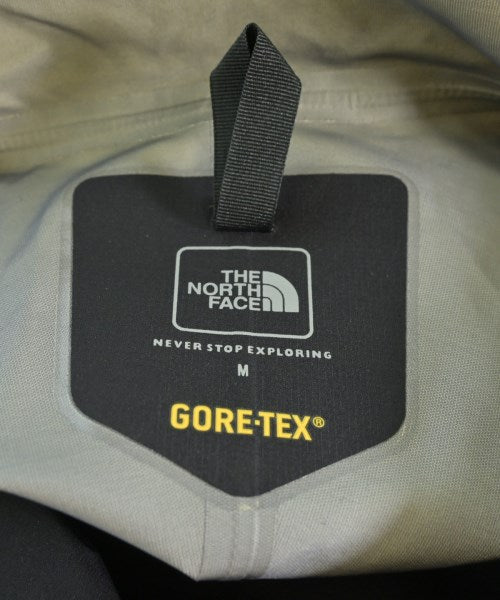 THE
NORTH
FACE
NEVER STOP EXPLORING
M
GORE-TEX®